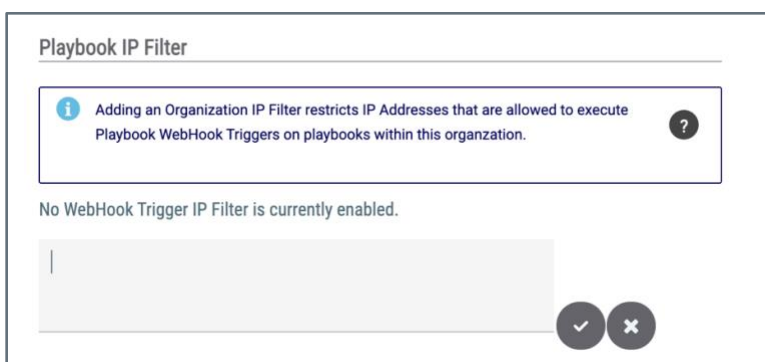 Playbook IP Filter
Adding an Organization IP Filter restricts IP Addresses that are allowed to execute
Playbook WebHook Triggers on playbooks within this organzation.
?
No WebHook Trigger IP Filter is currently enabled.